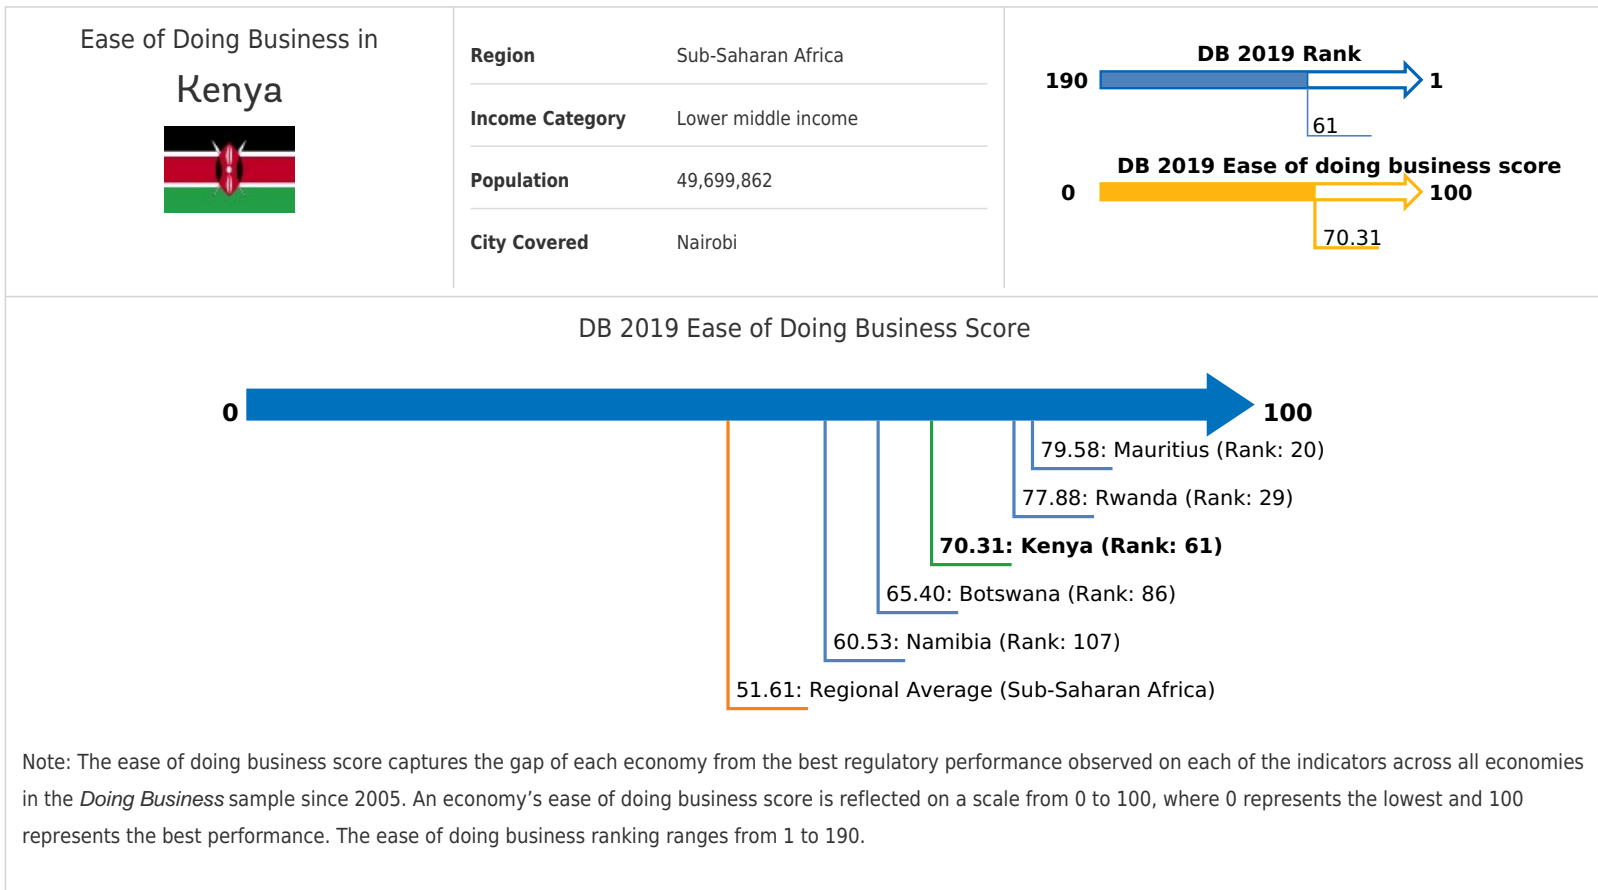 Ease of Doing Business in
Kenya
Region Sub-Saharan Africa
Income Category Lower middle income
Population 49,699,862
City Covered Nairobi
DB 2019 Rank
190 1
61
DB 2019 Ease of doing business score
0 100
70.31
DB 2019 Ease of Doing Business Score
0 100
79.58: Mauritius (Rank: 20)
77.88: Rwanda (Rank: 29)
70.31: Kenya (Rank: 61)
65.40: Botswana (Rank: 86)
60.53: Namibia (Rank: 107)
51.61: Regional Average (Sub-Saharan Africa)
Note: The ease of doing business score captures the gap of each economy from the best regulatory performance observed on each of the indicators across all economies
in the Doing Business sample since 2005. An economy’s ease of doing business score is reflected on a scale from 0 to 100, where 0 represents the lowest and 100
represents the best performance. The ease of doing business ranking ranges from 1 to 190.